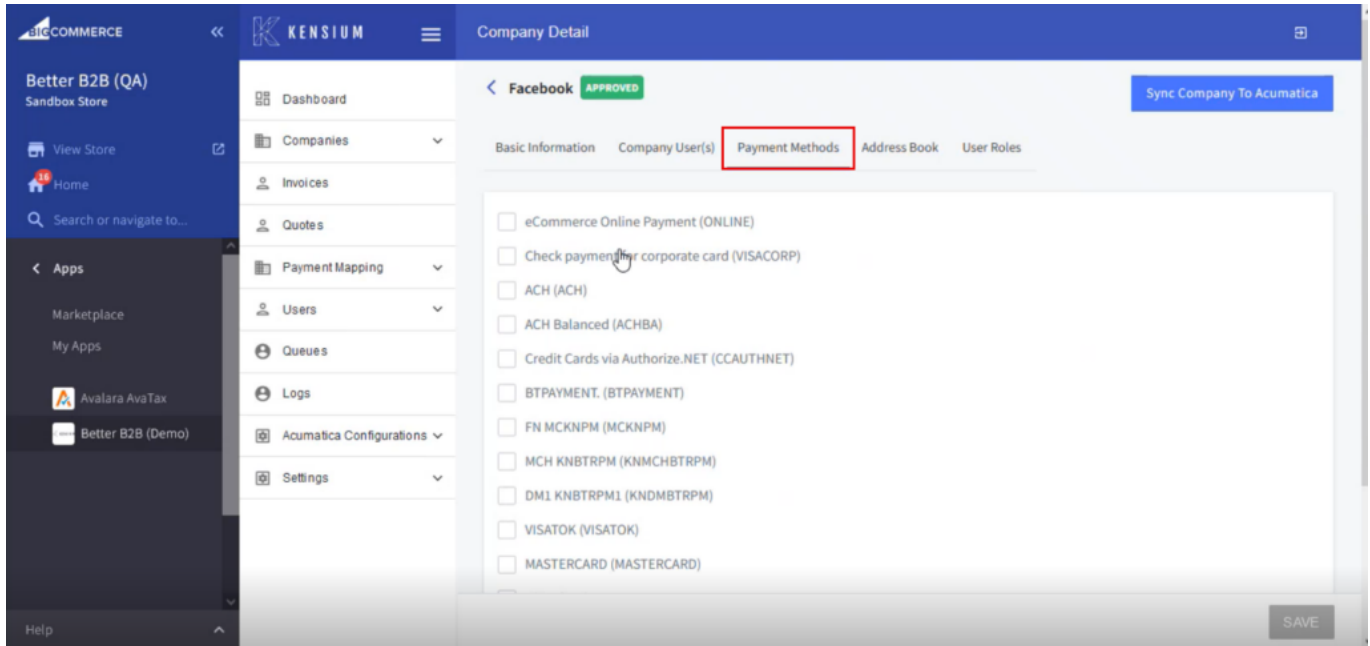 BIGCOMMERCE
Better B2B (QA)
Sandbox Store
View Store
16
Home
Search or navigate to...
Apps
Marketplace
My Apps
Avalara AvaTax
Better B2B (Demo)
Help
KENSIUM
Dashboard
Companies
Invoices
Quotes
Payment Mapping
Users
Queues
Logs
Acumatica Configurations
Settings
Company Detail
Facebook APPROVED
Sync Company To Acumatica
Basic Information Company User(s) Payment Methods Address Book User Roles
eCommerce Online Payment (ONLINE)
Check payment for corporate card (VISACORP)
ACH (ACH)
ACH Balanced (ACHBA)
Credit Cards via Authorize.NET (CCAUTHNET)
BTPAYMENT. (BTPAYMENT)
FN MCKNPM (MCKNPM)
MCH KNBTRPM (KNMCHBTRPM)
DM1 KNBTRPM1 (KNDMBTRPM)
VISATOK (VISATOK)
MASTERCARD (MASTERCARD)
SAVE